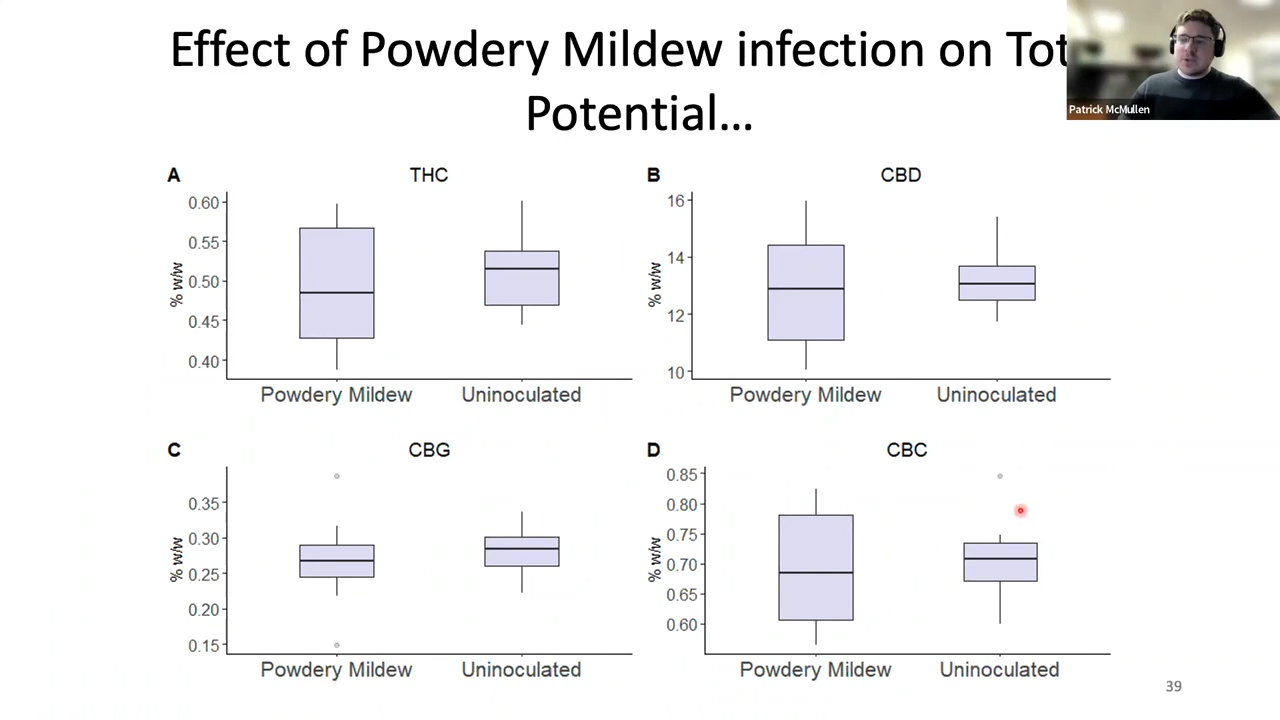 Effect of Powdery Mildew infection on Tot
Potential...
Patrick McMullen
A
THC
% w/w
0.60
0.55
0.50
0.45
0.40
Powdery Mildew
Uninoculated
B
CBD
% w/w
16
14
12
10
Powdery Mildew
Uninoculated
C
CBG
% w/w
0.35
0.30
0.25
0.20
0.15
Powdery Mildew
Uninoculated
D
CBC
% w/w
0.85
0.80
0.75
0.70
0.65
0.60
Powdery Mildew
Uninoculated
39